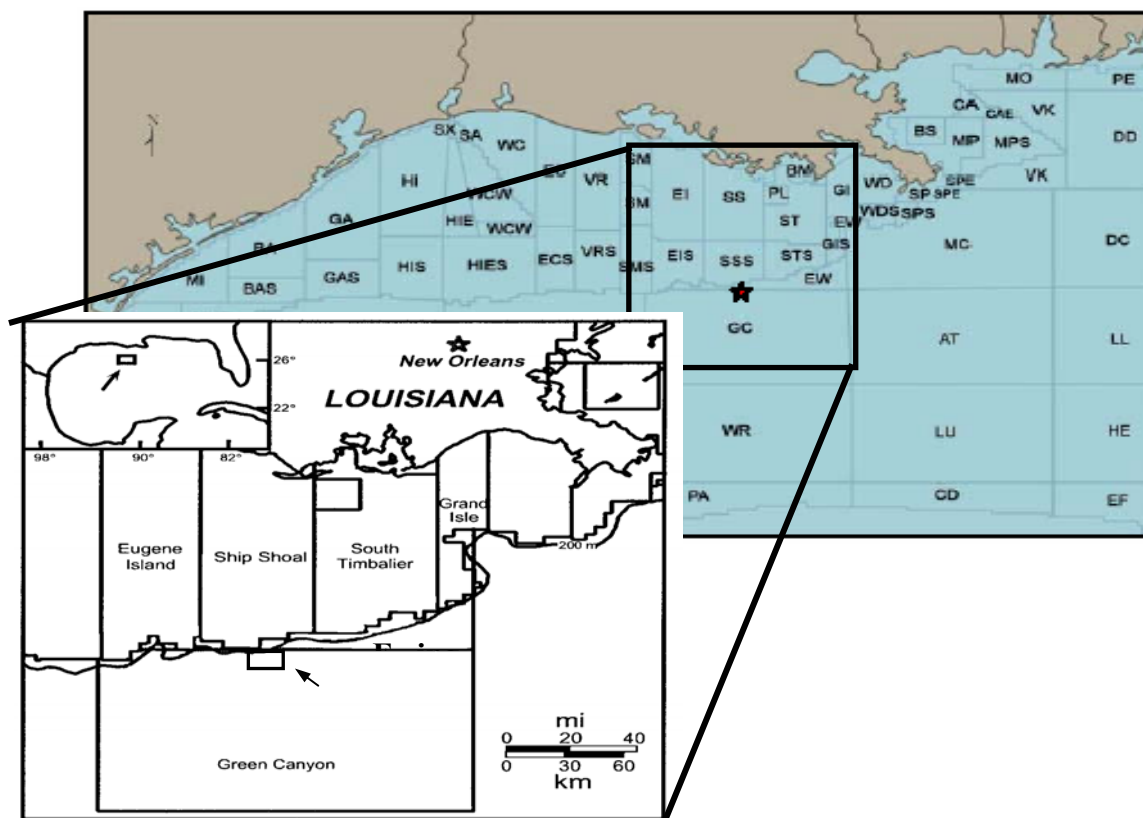 MO
PE
CA
CAE
VK
BS
MIP
MPS
DD
SX
SA
WC
SM
BM
SPE
VK
HI
EC
VR
EI
SS
PL
GI
WD
SP
SPE
WCW
SM
GA
HIE
WCW
ST
EW
WDS
SPS
BA
GIS
MC
DC
MI
BAS
GAS
HIS
HIES
ECS
VRS
SMS
EIS
SSS
STS
EW
GC
AT
LL
WR
LU
HE
PA
EF
N
26°
22°
98°
90°
82°
New Orleans
LOUISIANA
Grand
Isle
200 m
Eugene
Island
Ship Shoal
South
Timbalier
Green Canyon
mi
0 20 40
0 30 60
km